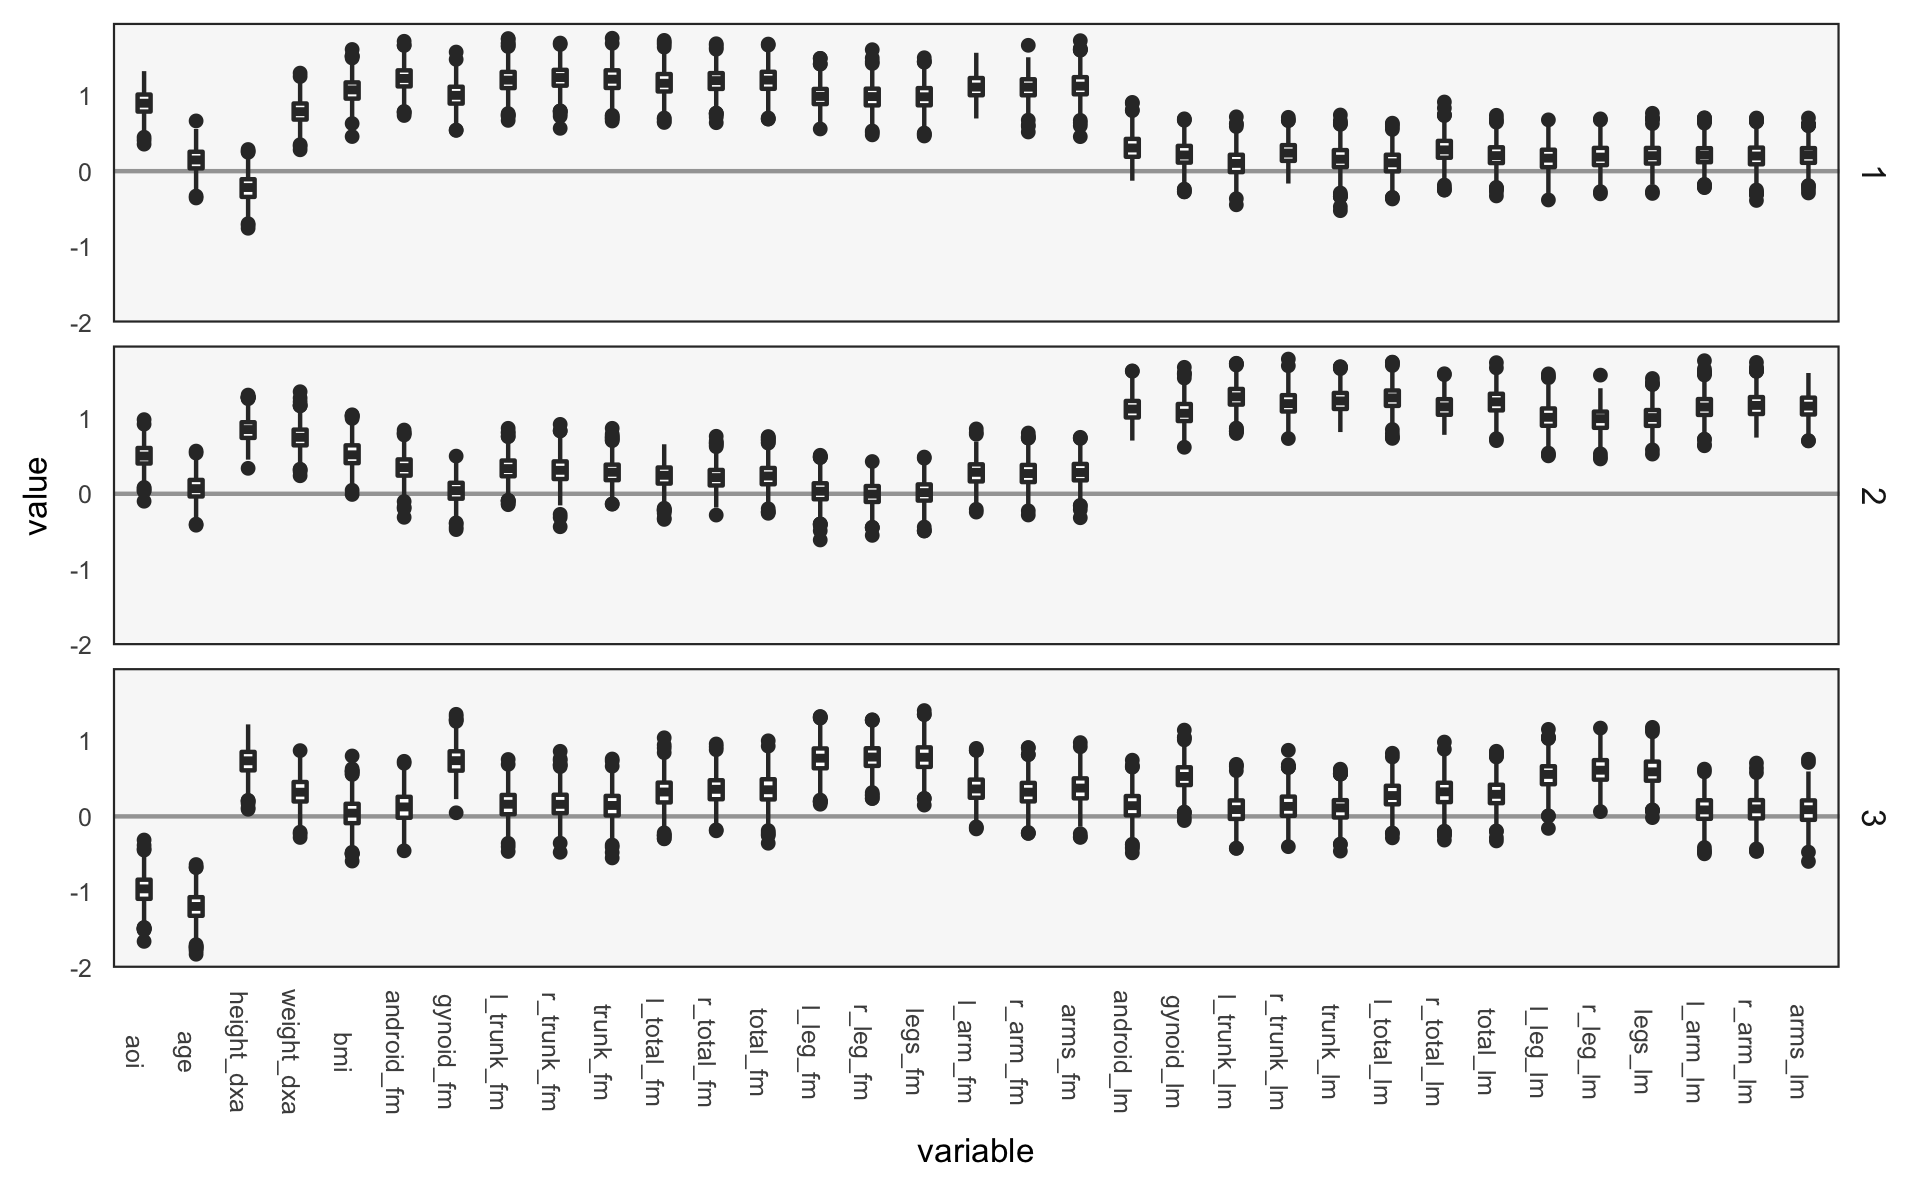 1
0
-1
-2
1
1
0
-1
-2
2
1
0
-1
-2
3
value
aoi
age
height_dxa
weight_dxa
bmi
android_fm
gynoid_fm
l_trunk_fm
r_trunk_fm
trunk_fm
l_total_fm
r_total_fm
total_fm
l_leg_fm
r_leg_fm
legs_fm
l_arm_fm
r_arm_fm
arms_fm
android_lm
gynoid_lm
l_trunk_lm
r_trunk_lm
trunk_lm
l_total_lm
r_total_lm
total_lm
l_leg_lm
r_leg_lm
legs_lm
l_arm_lm
r_arm_lm
arms_lm
variable